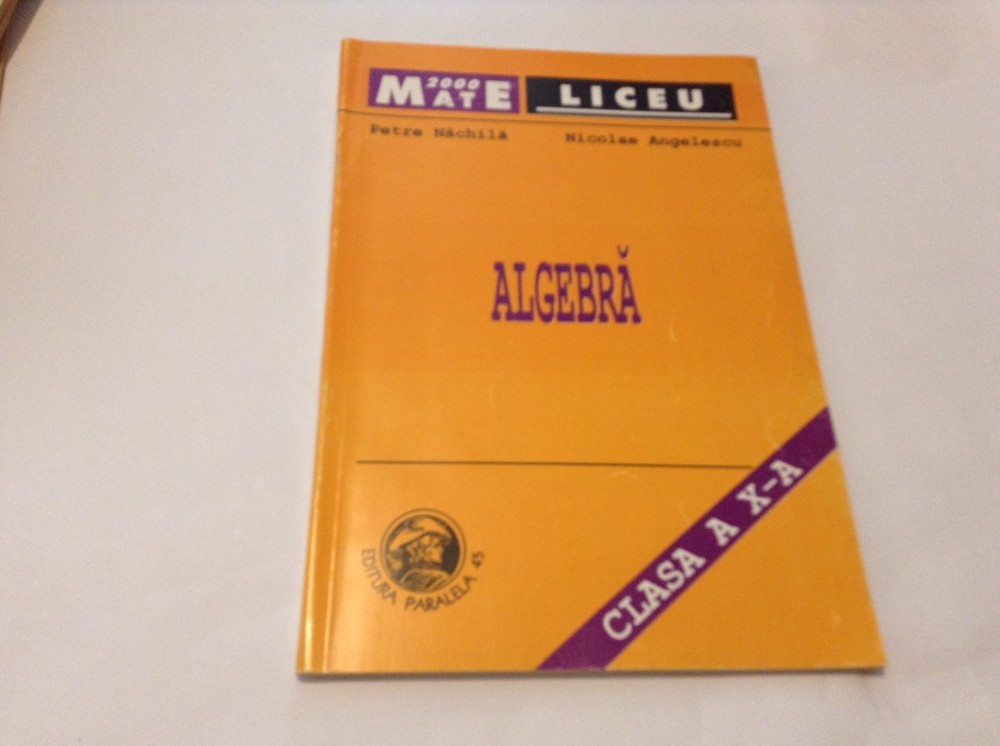 MATE 2000 LICEU
Petre Năchilă Nicolae Angelescu
ALGEBRĂ
CLASA A X-A
EDITURA PARALELA 45